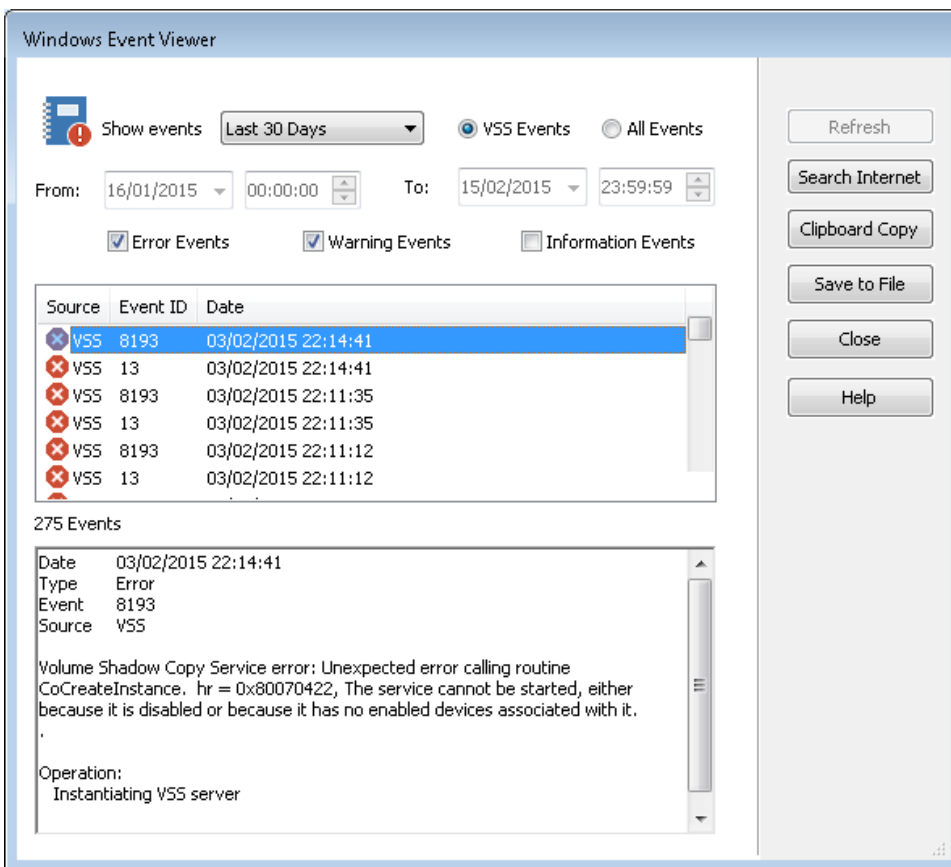 Windows Event Viewer
Show events Last 30 Days VSS Events All Events
From: 16/01/2015 00:00:00 To: 15/02/2015 23:59:59
Error Events Warning Events Information Events
Source Event ID Date
VSS 8193 03/02/2015 22:14:41
VSS 13 03/02/2015 22:14:41
VSS 8193 03/02/2015 22:11:35
VSS 13 03/02/2015 22:11:35
VSS 8193 03/02/2015 22:11:12
VSS 13 03/02/2015 22:11:12
275 Events
Date 03/02/2015 22:14:41
Type Error
Event 8193
Source VSS
Volume Shadow Copy Service error: Unexpected error calling routine
CoCreateInstance. hr = 0x80070422, The service cannot be started, either
because it is disabled or because it has no enabled devices associated with it.
.
Operation:
Instantiating VSS server
Refresh
Search Internet
Clipboard Copy
Save to File
Close
Help